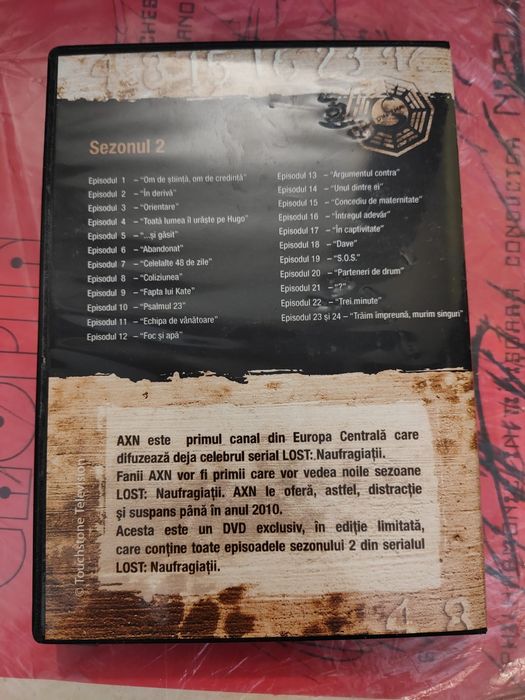 4 8 15 16 23 42
Sezonul 2
Episodul 1 – "Om de știință, om de credință"
Episodul 2 – "În derivă"
Episodul 3 – "Orientare"
Episodul 4 – "Toată lumea îl urăște pe Hugo"
Episodul 5 – "...și găsit"
Episodul 6 – "Abandonat"
Episodul 7 – "Celelalte 48 de zile"
Episodul 8 – "Coliziunea"
Episodul 9 – "Fapta lui Kate"
Episodul 10 – "Psalmul 23"
Episodul 11 – "Echipa de vânătoare"
Episodul 12 – "Foc și apă"
Episodul 13 – "Argumentul contra"
Episodul 14 – "Unul dintre ei"
Episodul 15 – "Concediu de maternitate"
Episodul 16 – "Întregul adevăr"
Episodul 17 – "În captivitate"
Episodul 18 – "Dave"
Episodul 19 – "S.O.S."
Episodul 20 – "Parteneri de drum"
Episodul 21 – "?"
Episodul 22 – "Trei minute"
Episodul 23 și 24 – "Trăim împreună, murim singuri"
AXN este primul canal din Europa Centrală care
difuzează deja celebrul serial LOST: Naufragiații.
Fanii AXN vor fi primii care vor vedea noile sezoane
LOST: Naufragiații. AXN le oferă, astfel, distracție
și suspans până în anul 2010.
Acesta este un DVD exclusiv, în ediție limitată,
care conține toate episoadele sezonului 2 din serialul
LOST: Naufragiații.
© Touchstone Television
4 8
CONDUCTOR